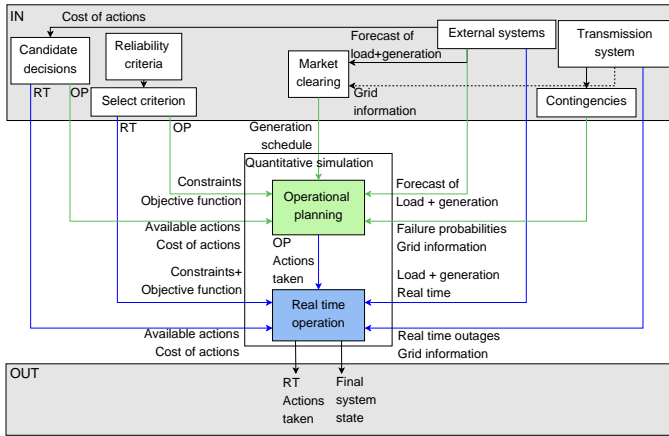 IN
Cost of actions
Candidate
decisions
Reliability
criteria
Forecast of
load+generation
External systems
Transmission
system
Market
clearing
Select criterion
Grid
information
Contingencies
RT
OP
RT
OP
Generation
schedule
Quantitative simulation
Constraints
Objective function
Operational
planning
Forecast of
Load + generation
Available actions
Cost of actions
Failure probabilities
Grid information
OP
Actions
taken
Constraints+
Objective function
Load + generation
Real time
Real time
operation
Available actions
Cost of actions
Real time outages
Grid information
OUT
RT
Actions
taken
Final
system
state